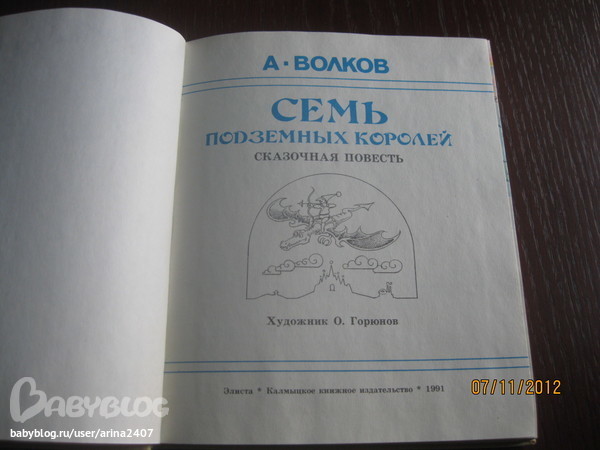 А · ВОЛКОВ
СЕМЬ
ПОДЗЕМНЫХ КОРОЛЕЙ
СКАЗОЧНАЯ ПОВЕСТЬ
Художник О. Горюнов
Элиста * Калмыцкое книжное издательство * 1991
07/11/2012
BABYBLOG
babyblog.ru/user/arina2407